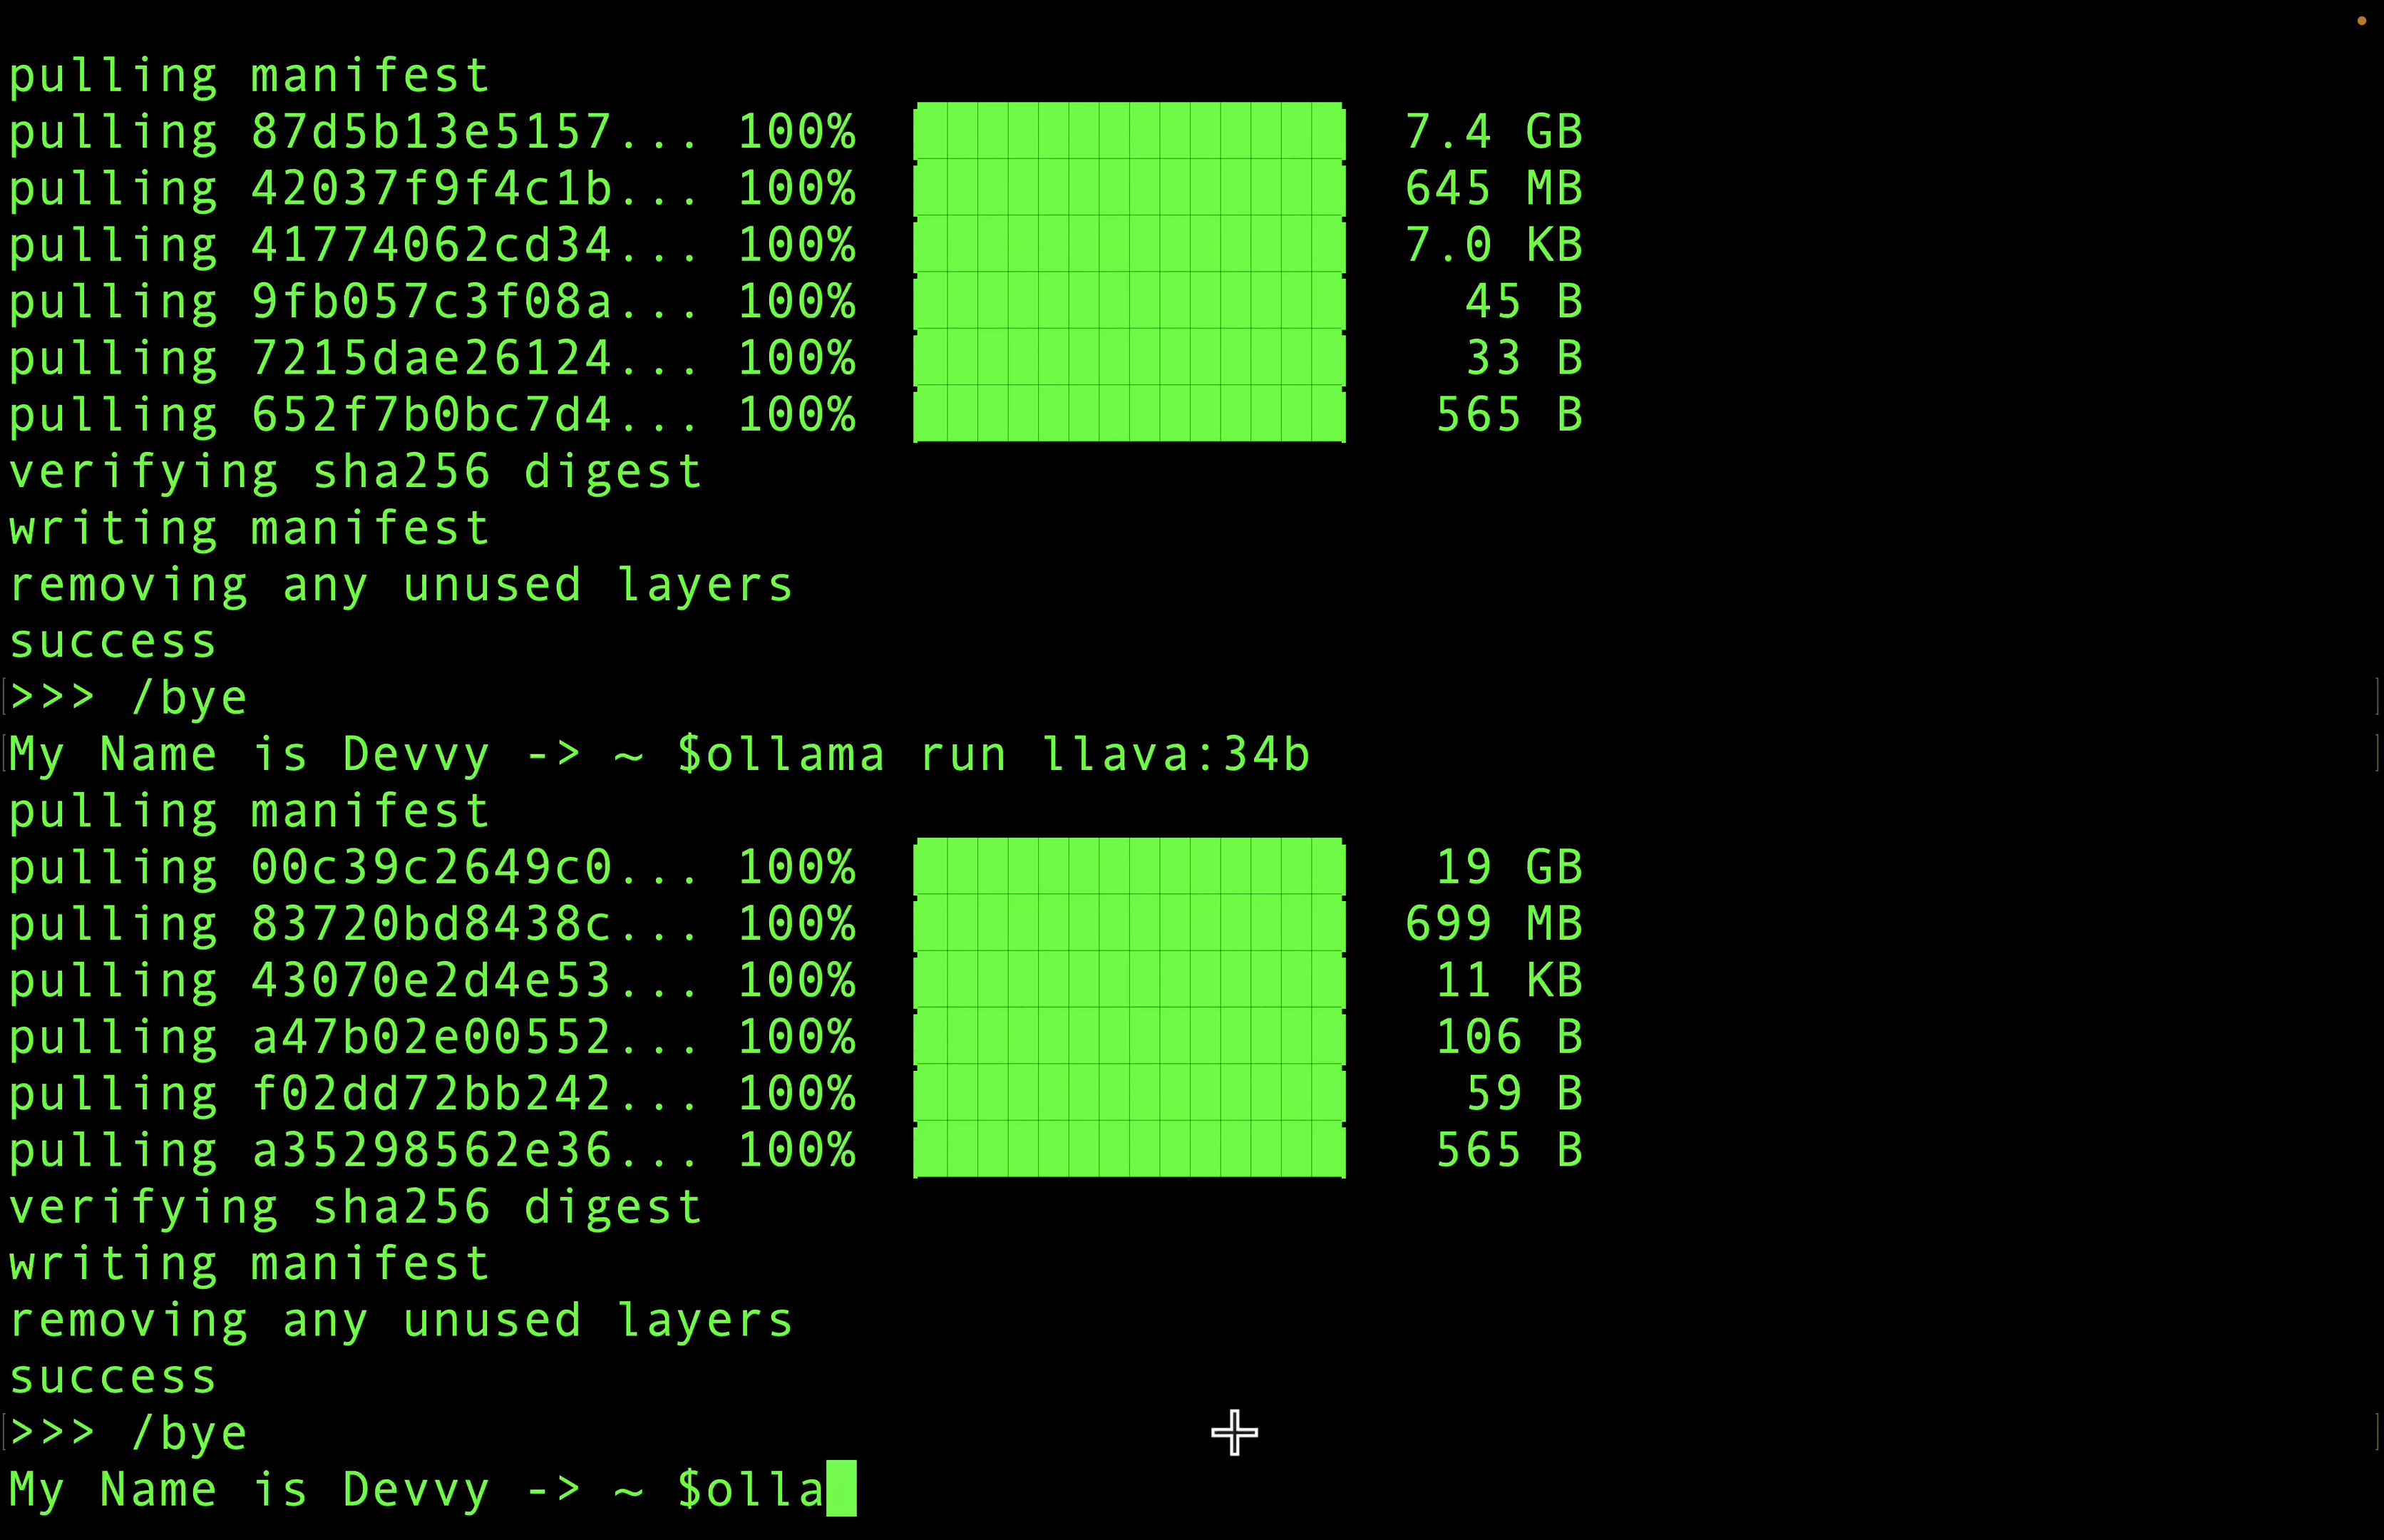 pulling manifest
pulling 87d5b13e5157... 100% 7.4 GB
pulling 42037f9f4c1b... 100% 645 MB
pulling 41774062cd34... 100% 7.0 KB
pulling 9fb057c3f08a... 100% 45 B
pulling 7215dae26124... 100% 33 B
pulling 652f7b0bc7d4... 100% 565 B
verifying sha256 digest
writing manifest
removing any unused layers
success
>>> /bye
My Name is Devvy -> ~ $ollama run llava:34b
pulling manifest
pulling 00c39c2649c0... 100% 19 GB
pulling 83720bd8438c... 100% 699 MB
pulling 43070e2d4e53... 100% 11 KB
pulling a47b02e00552... 100% 106 B
pulling f02dd72bb242... 100% 59 B
pulling a35298562e36... 100% 565 B
verifying sha256 digest
writing manifest
removing any unused layers
success
>>> /bye
My Name is Devvy -> ~ $olla